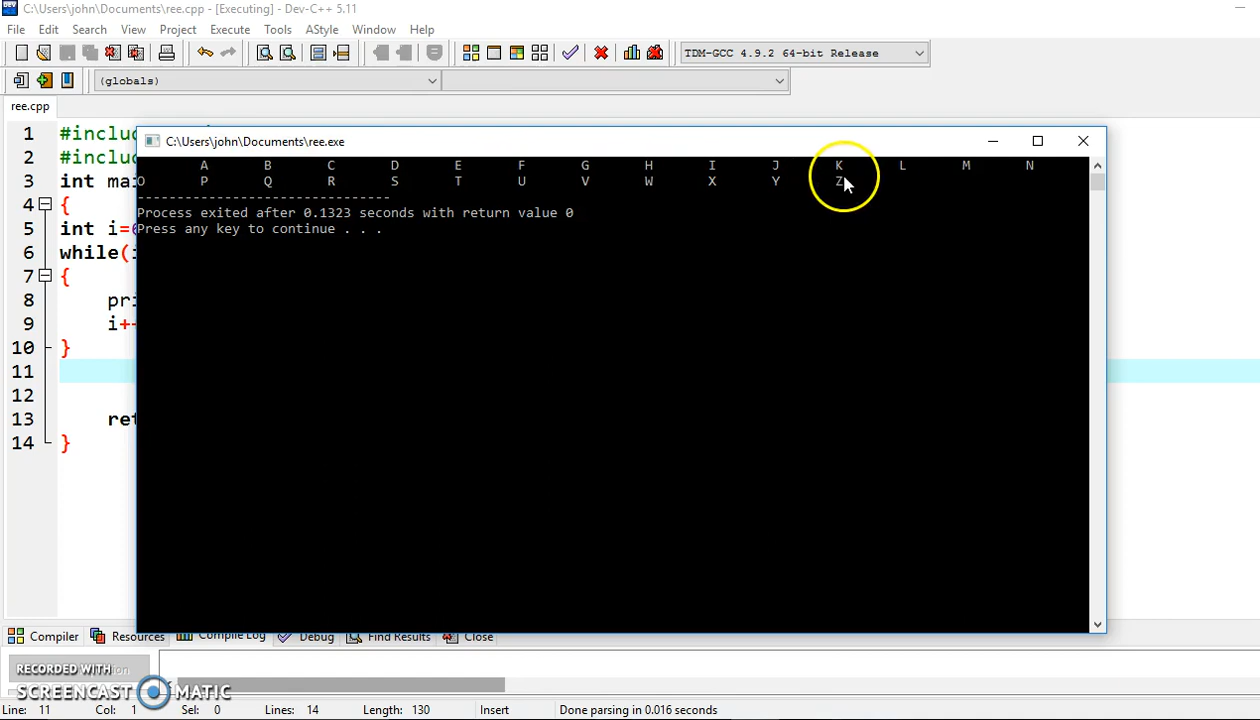 C:\Users\john\Documents\ree.cpp - [Executing] - Dev-C++ 5.11
File Edit Search View Project Execute Tools AStyle Window Help
TDM-GCC 4.9.2 64-bit Release
(globals)
ree.cpp
C:\Users\john\Documents\ree.exe
1 #inclu
2 #inclu
3 int mai
4 {
5 int i=6
6 while(i
7 {
8 pri
9 i++
10 }
11
12
13 ret
14 }
A B C D E F G H I J K L M N
O P Q R S T U V W X Y Z
--------------------------------
Process exited after 0.1323 seconds with return value 0
Press any key to continue . . .
Compiler Resources Compile Log Debug Find Results Close
RECORDED WITH
SCREENCAST MATIC
Line: 11 Col: 1 Sel: 0 Lines: 14 Length: 130 Insert Done parsing in 0.016 seconds